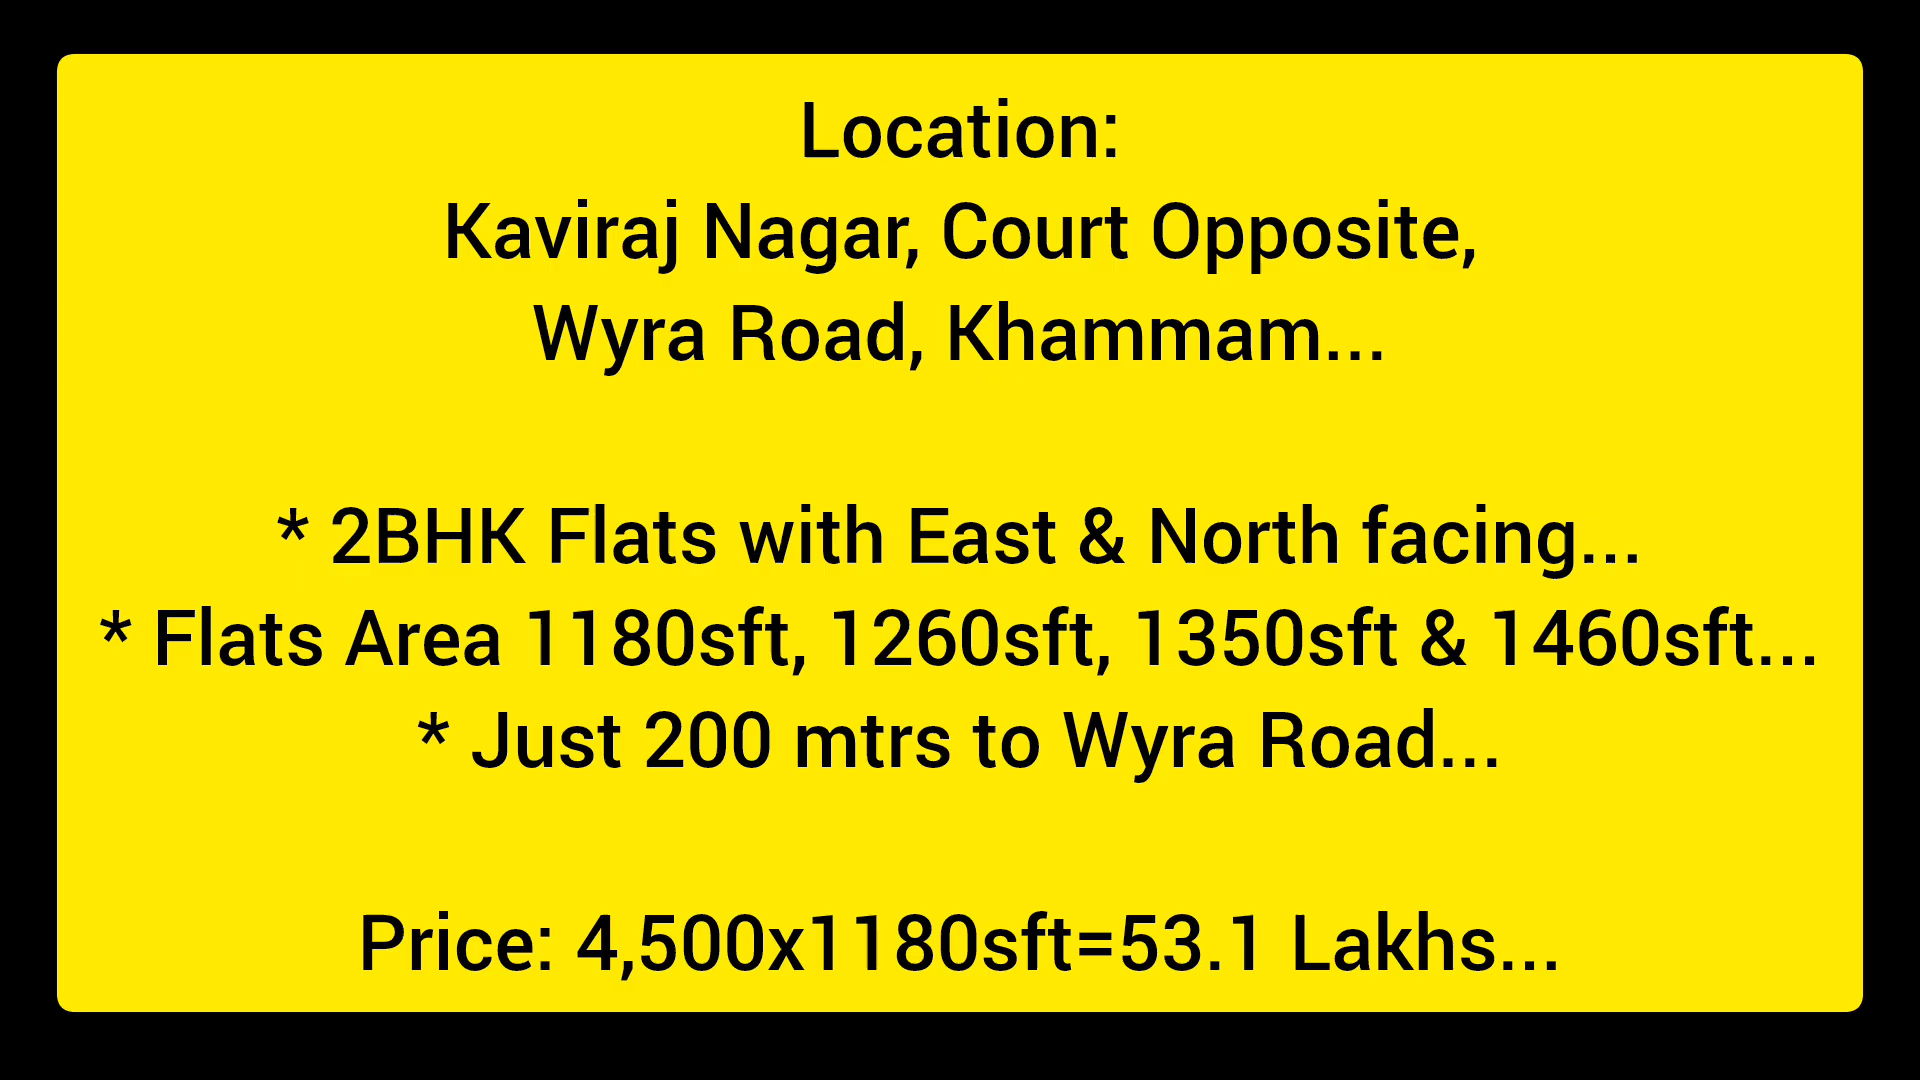 Location:
Kaviraj Nagar, Court Opposite,
Wyra Road, Khammam...
* 2BHK Flats with East & North facing...
* Flats Area 1180sft, 1260sft, 1350sft & 1460sft...
* Just 200 mtrs to Wyra Road...
Price: 4,500x1180sft=53.1 Lakhs...